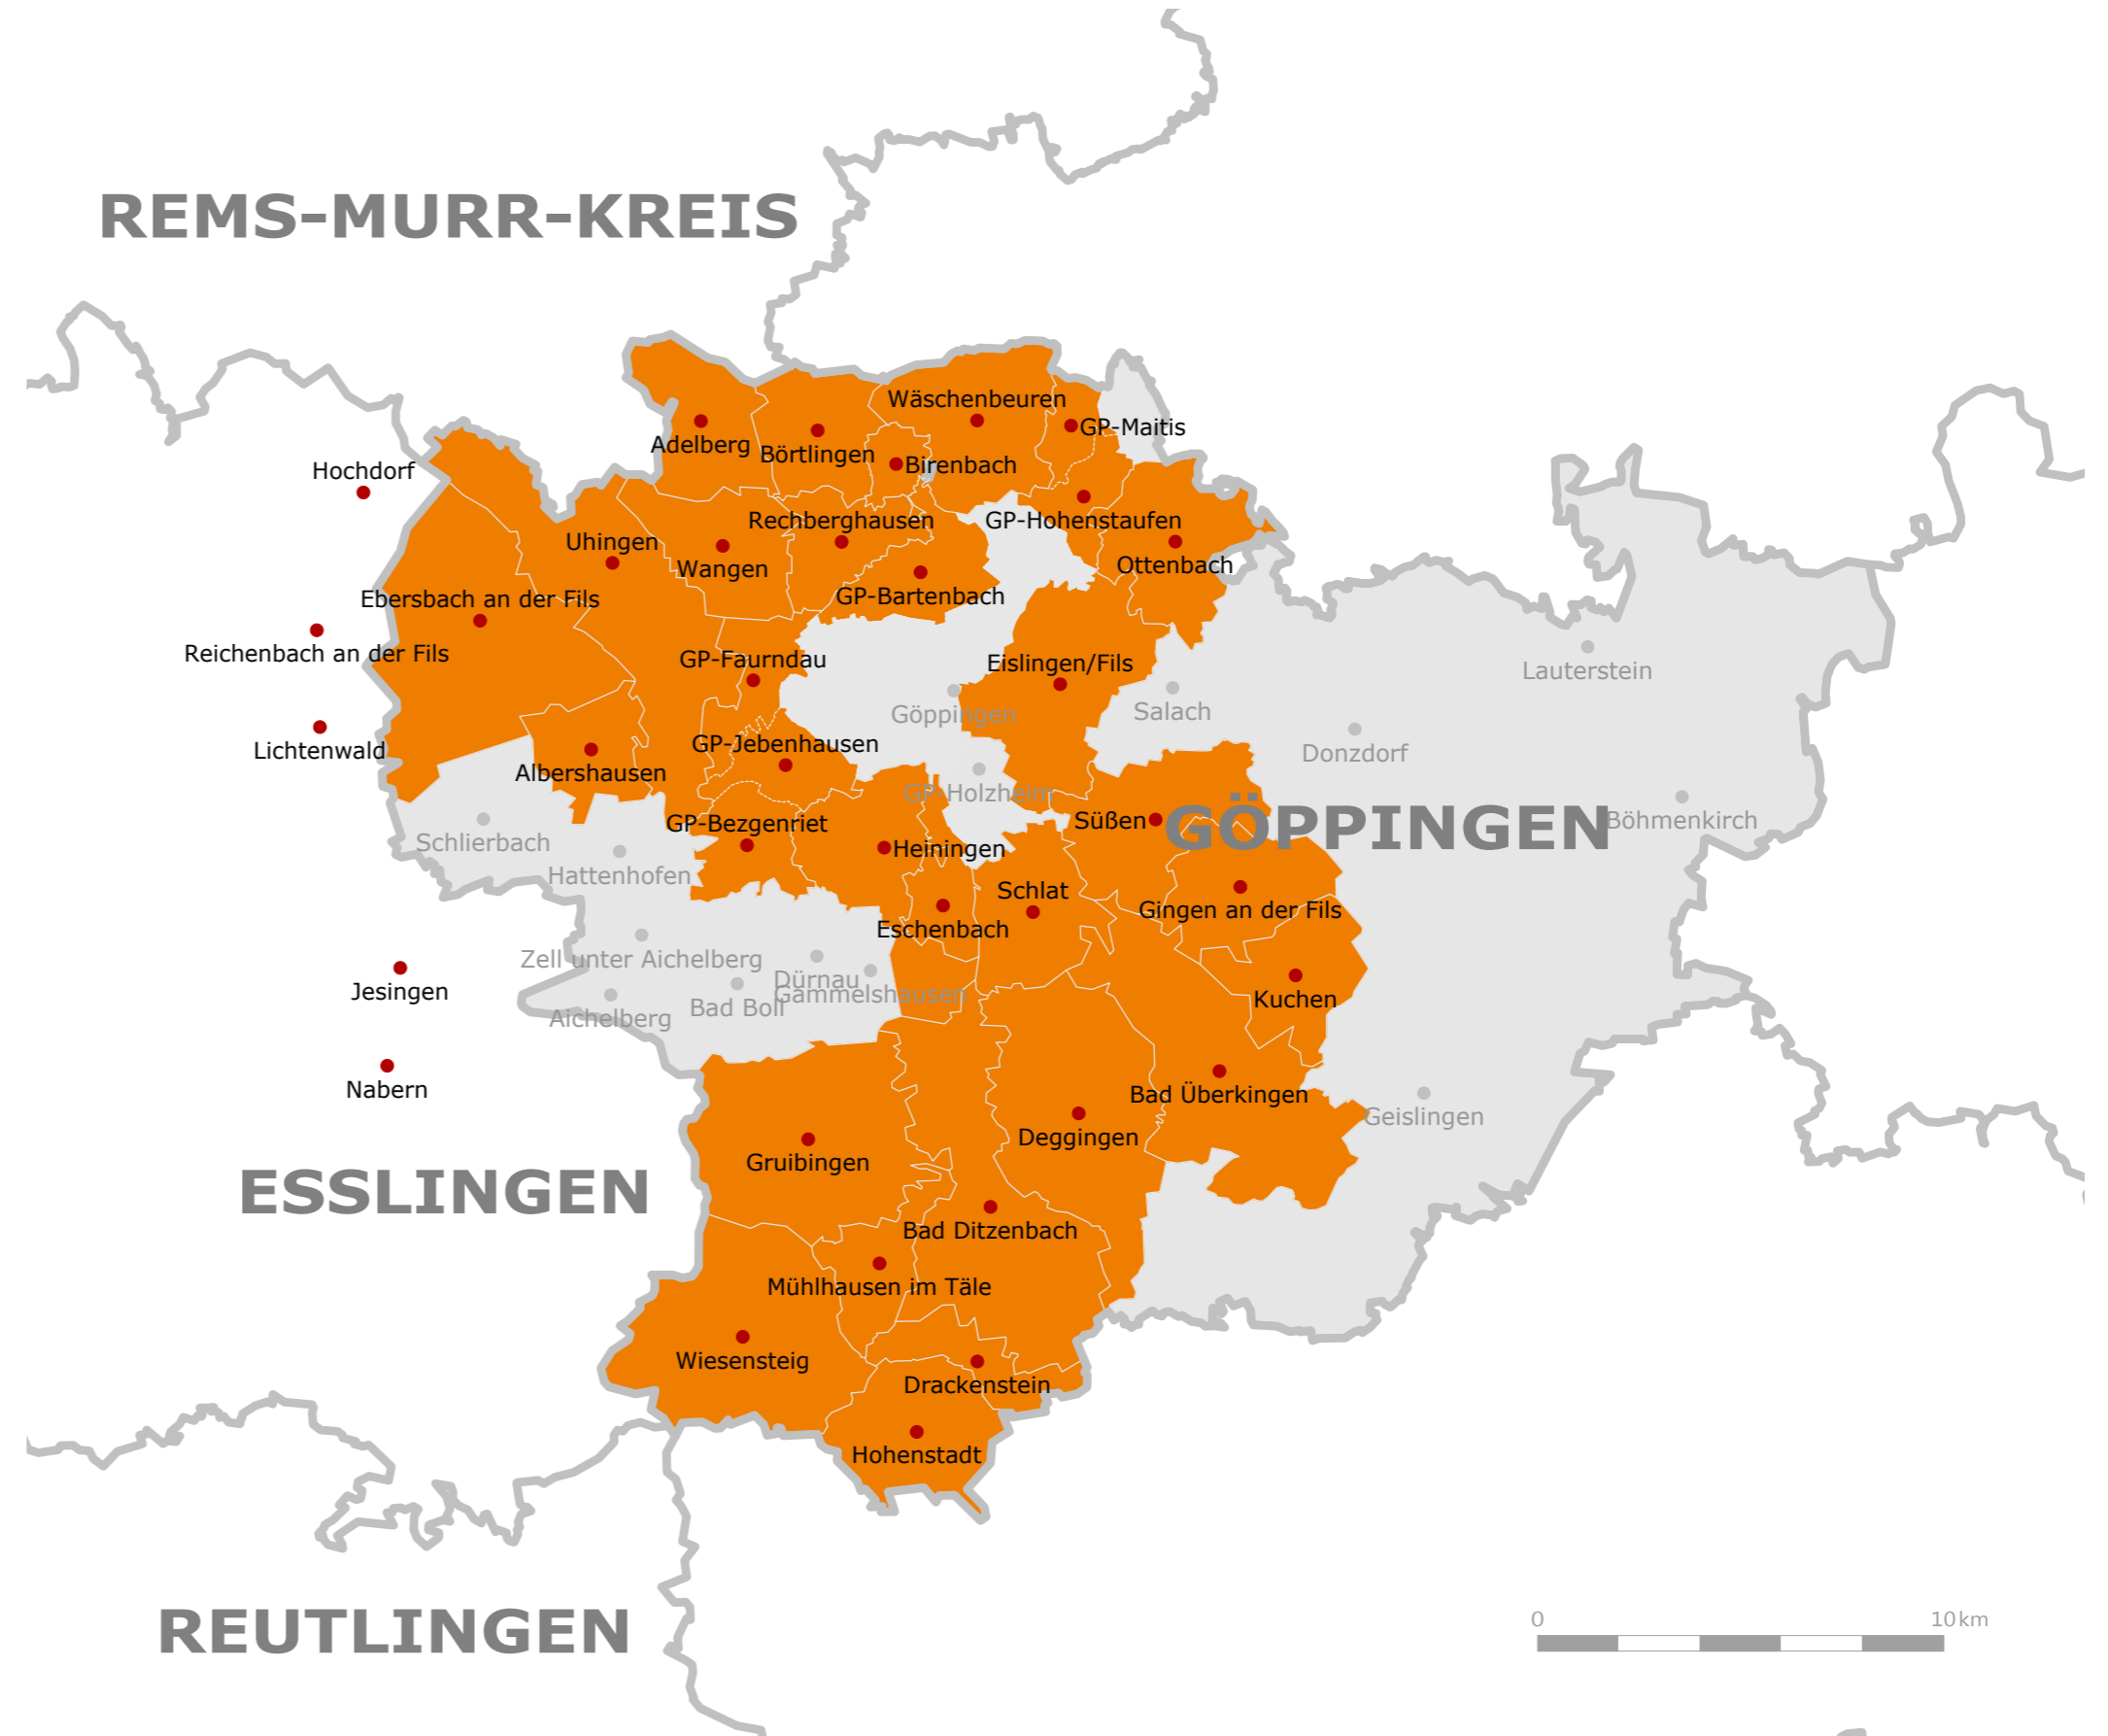 REMS-MURR-KREIS
Wäschenbeuren
GP-Maitis
Adelberg
Börtlingen
Birenbach
Hochdorf
Rechberghausen
GP-Hohenstaufen
Uhingen
Wangen
Ottenbach
GP-Bartenbach
Ebersbach an der Fils
Reichenbach an der Fils
GP-Faurndau
Eislingen/Fils
Lauterstein
Göppingen
Salach
Lichtenwald
GP-Jebenhausen
Donzdorf
Albershausen
GP-Holzheim
Süßen
GÖPPINGEN
Böhmenkirch
GP-Bezgenriet
Schlierbach
Heiningen
Hattenhofen
Schlat
Gingen an der Fils
Eschenbach
Zell unter Aichelberg
Dürnau
Gammelshausen
Jesingen
Bad Boll
Kuchen
Aichelberg
Nabern
Bad Überkingen
Geislingen
Deggingen
Gruibingen
ESSLINGEN
Bad Ditzenbach
Mühlhausen im Täle
Wiesensteig
Drackenstein
Hohenstadt
REUTLINGEN
0 10 km